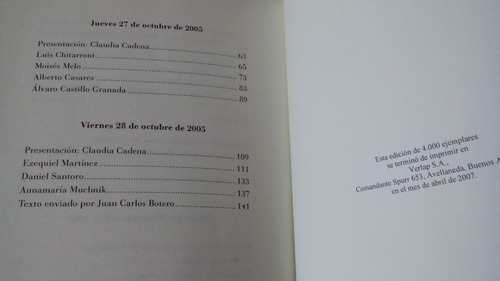 Jueves 27 de octubre de 2005
Presentación: Claudia Cadena 63
Luis Chitarroni 65
Moisés Melo 73
Alberto Casares 83
Álvaro Castillo Granada 89
Viernes 28 de octubre de 2005
Presentación: Claudia Cadena 109
Ezequiel Martínez 111
Daniel Santoro 133
Annamaría Muchnik 137
Texto enviado por Juan Carlos Botero 141
Esta edición de 4.000 ejemplares
se terminó de imprimir en
Verlap S.A.,
Comandante Spurr 653, Avellaneda, Buenos A
en el mes de abril de 2007.